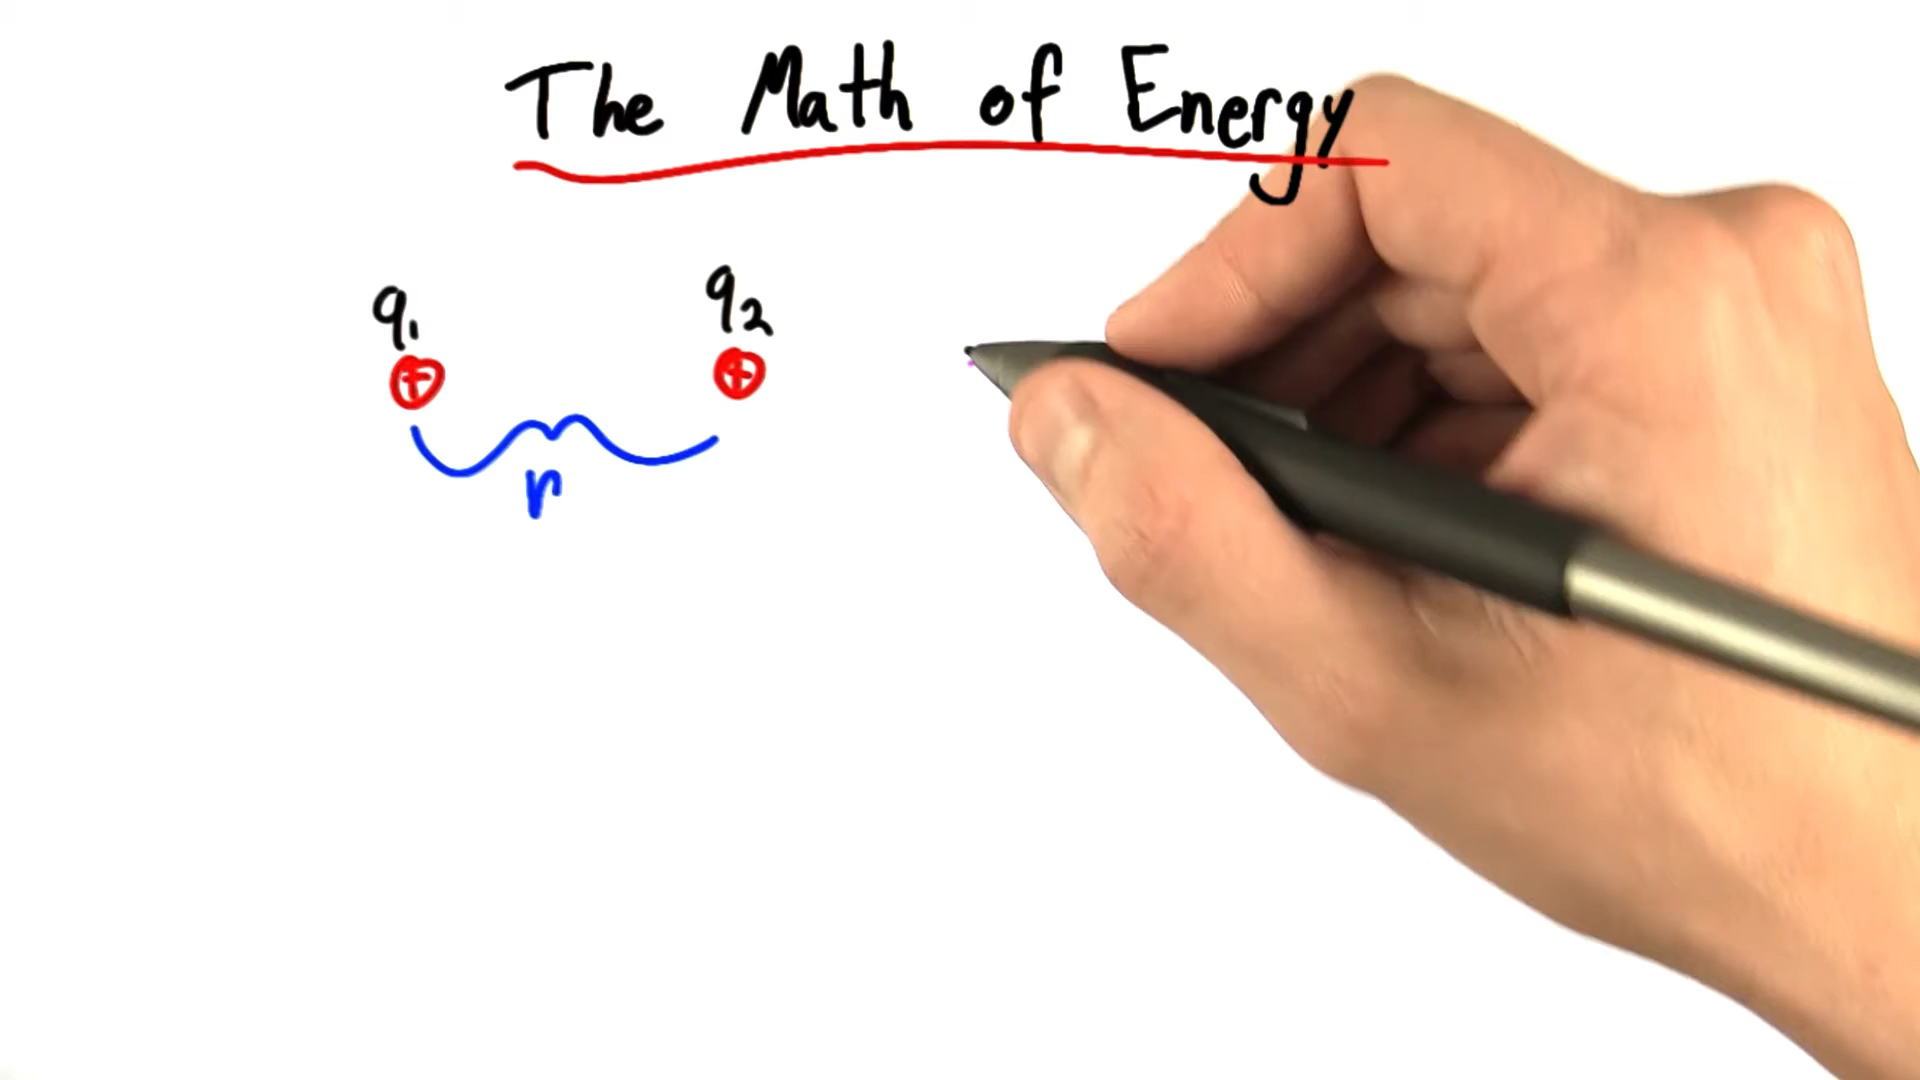 The Math of Energy
q₁ q₂
+ +
r